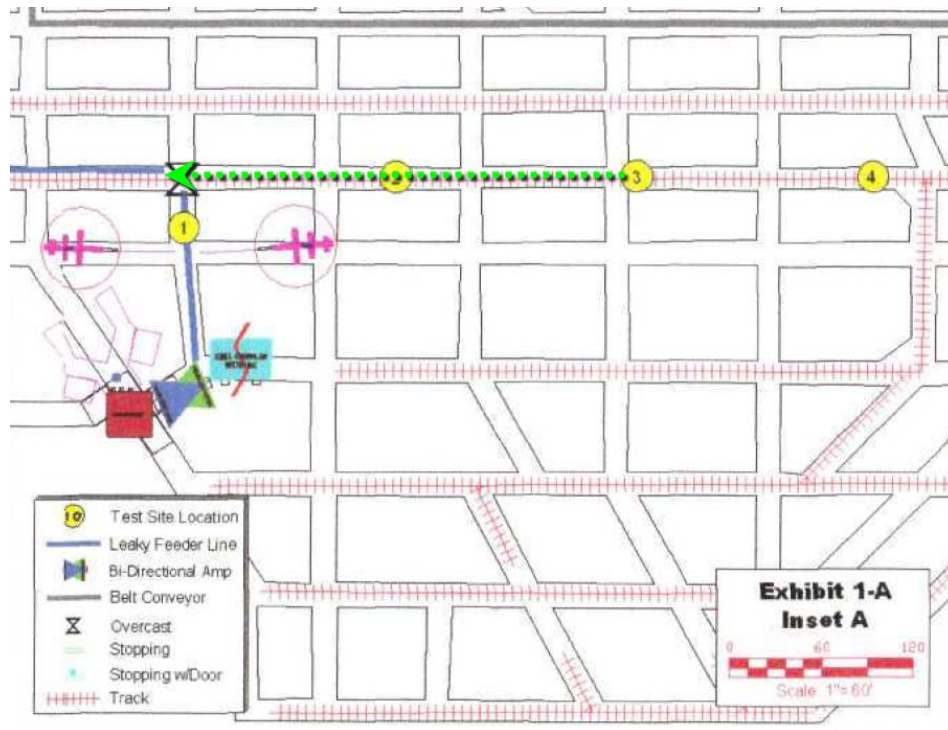 2
3
4
1
10 Test Site Location
Leaky Feeder Line
Bi-Directional Amp
Belt Conveyor
Overcast
Stopping
Stopping w/Door
Track
Exhibit 1-A
Inset A
0 60 120
Scale: 1"=60'